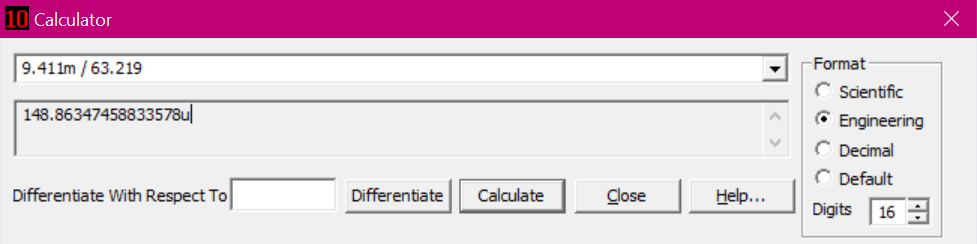 10 Calculator
9.411m / 63.219
148.86347458833578u
Differentiate With Respect To
Differentiate
Calculate
Close
Help...
Format
Scientific
Engineering
Decimal
Default
Digits 16